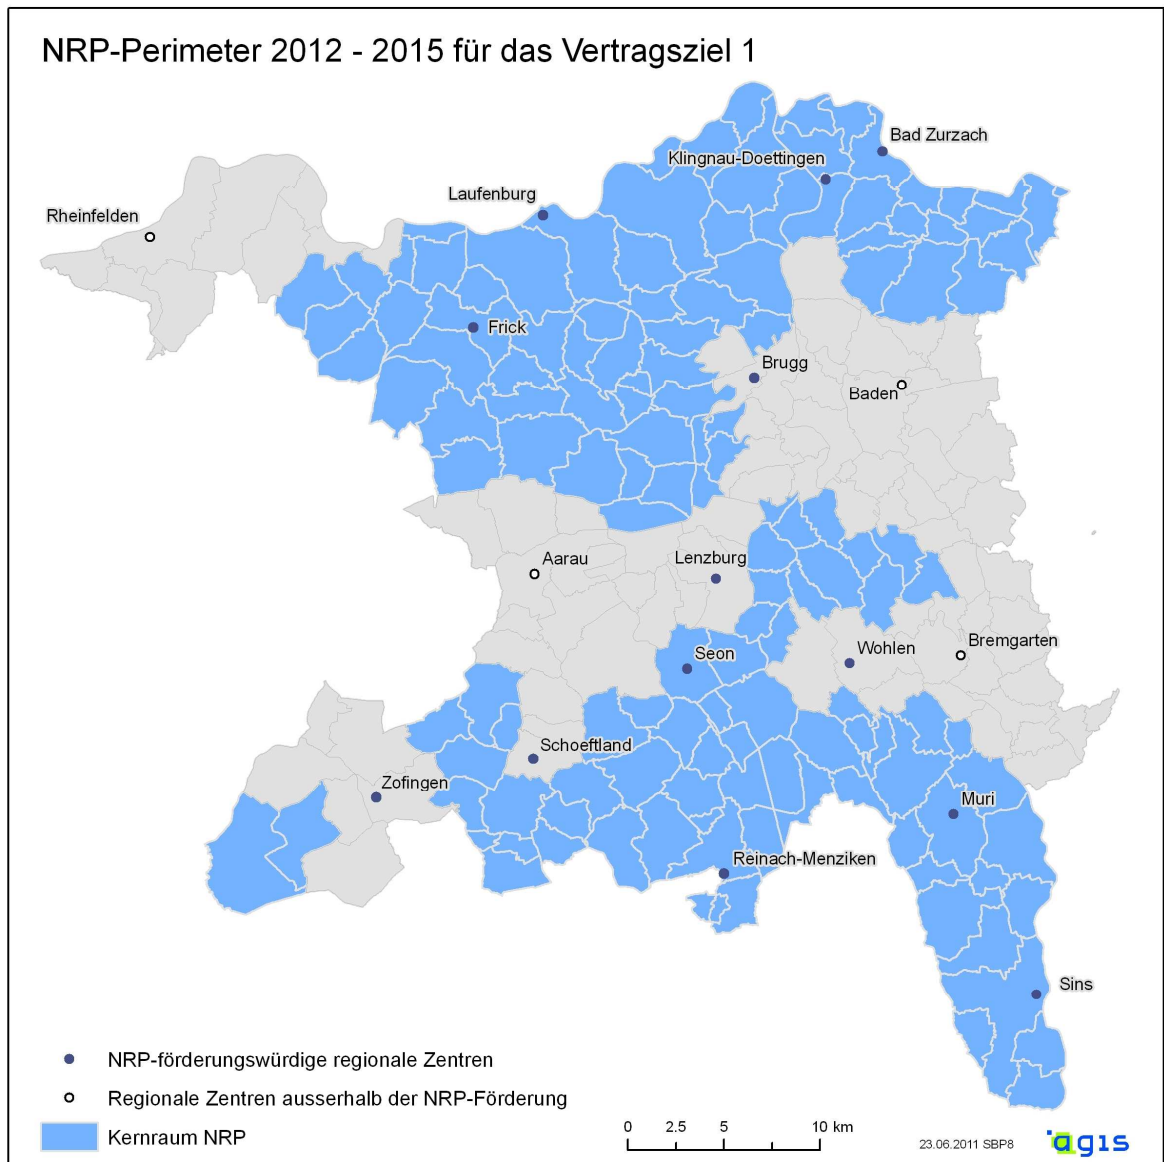 NRP-Perimeter 2012 - 2015 für das Vertragsziel 1
Bad Zurzach
Klingnau-Doettingen
Laufenburg
Rheinfelden
Frick
Brugg
Baden
Aarau
Lenzburg
Bremgarten
Wohlen
Seon
Schoeftland
Zofingen
Muri
Reinach-Menziken
Sins
NRP-förderungswürdige regionale Zentren
Regionale Zentren ausserhalb der NRP-Förderung
Kernraum NRP
0 2.5 5 10 km
23.06.2011 SBP8
agis